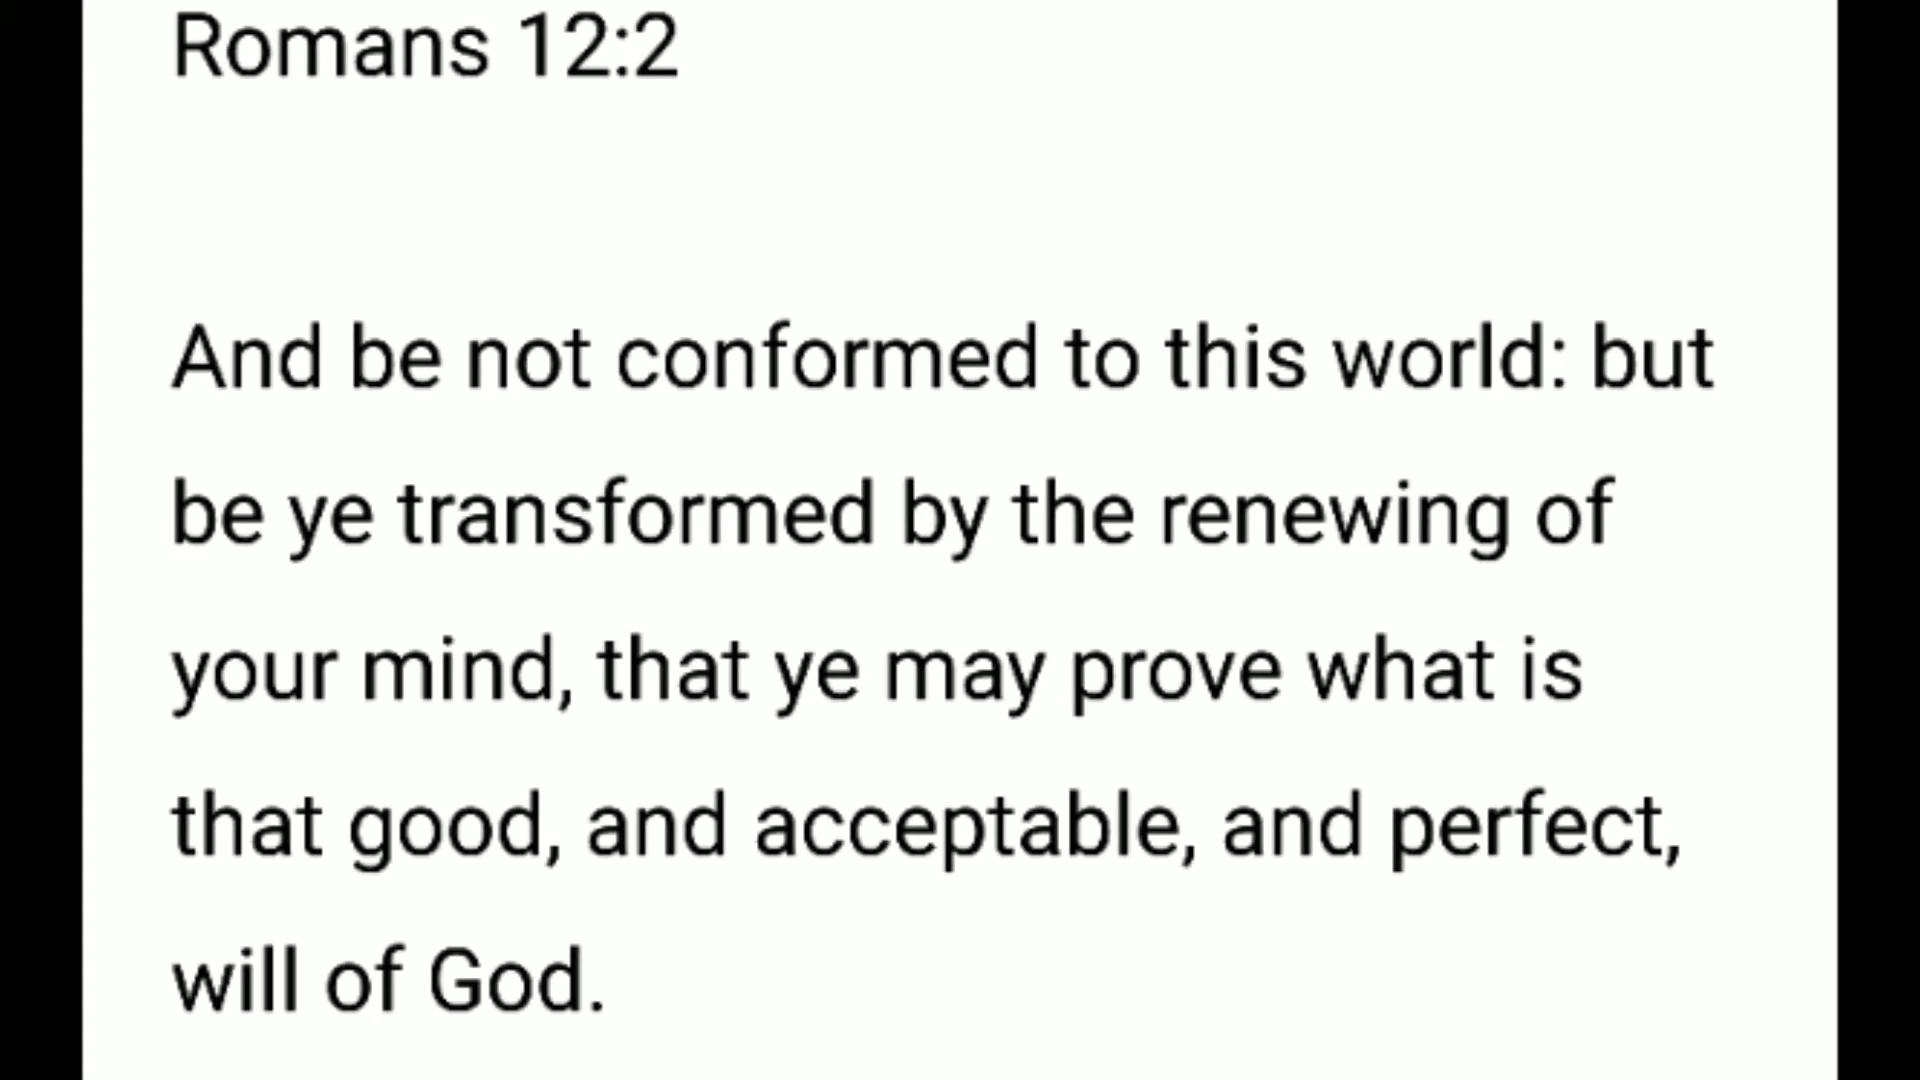 Romans 12:2
And be not conformed to this world: but
be ye transformed by the renewing of
your mind, that ye may prove what is
that good, and acceptable, and perfect,
will of God.